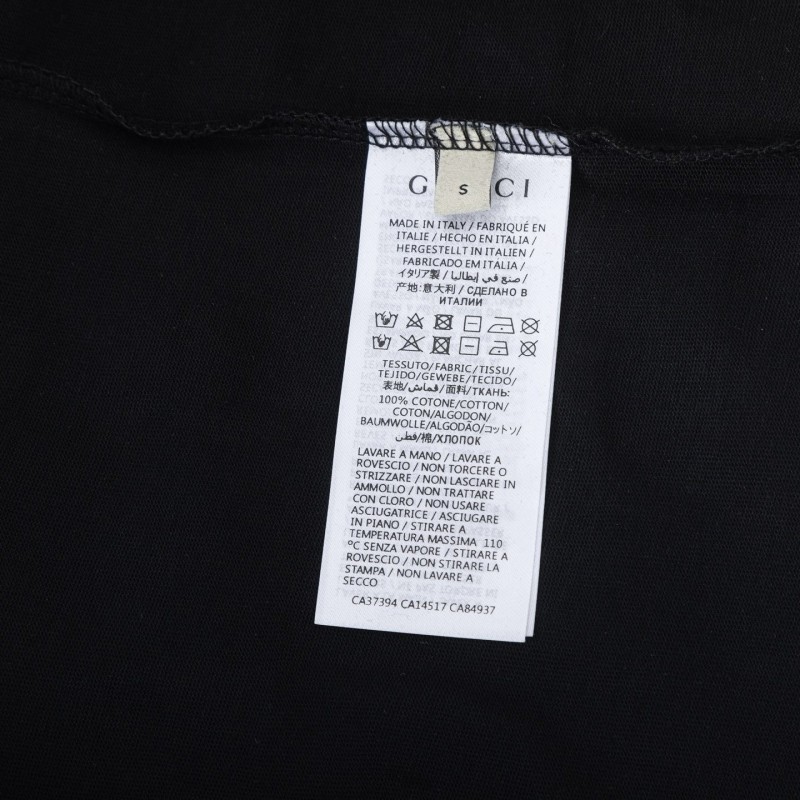 G CI
s
MADE IN ITALY / FABRIQUÉ EN
ITALIE / HECHO EN ITALIA /
HERGESTELLT IN ITALIEN /
FABRICADO EM ITALIA /
イタリア製 / صنع في إيطاليا /
产地:意大利 / СДЕЛАНО В
ИТАЛИИ
TESSUTO/FABRIC/TISSU/
TEJIDO/GEWEBE/TECIDO/
表地/قماش/面料/ТКАНЬ:
100% COTONE/COTTON/
COTON/ALGODON/
BAUMWOLLE/ALGODÃO/コットソ/
قطن/棉/ХЛОПОК
LAVARE A MANO / LAVARE A
ROVESCIO / NON TORCERE O
STRIZZARE / NON LASCIARE IN
AMMOLLO / NON TRATTARE
CON CLORO / NON USARE
ASCIUGATRICE / ASCIUGARE
IN PIANO / STIRARE A
TEMPERATURA MASSIMA 110
°C SENZA VAPORE / STIRARE A
ROVESCIO / NON STIRARE LA
STAMPA / NON LAVARE A
SECCO
CA37394 CA14517 CA84937